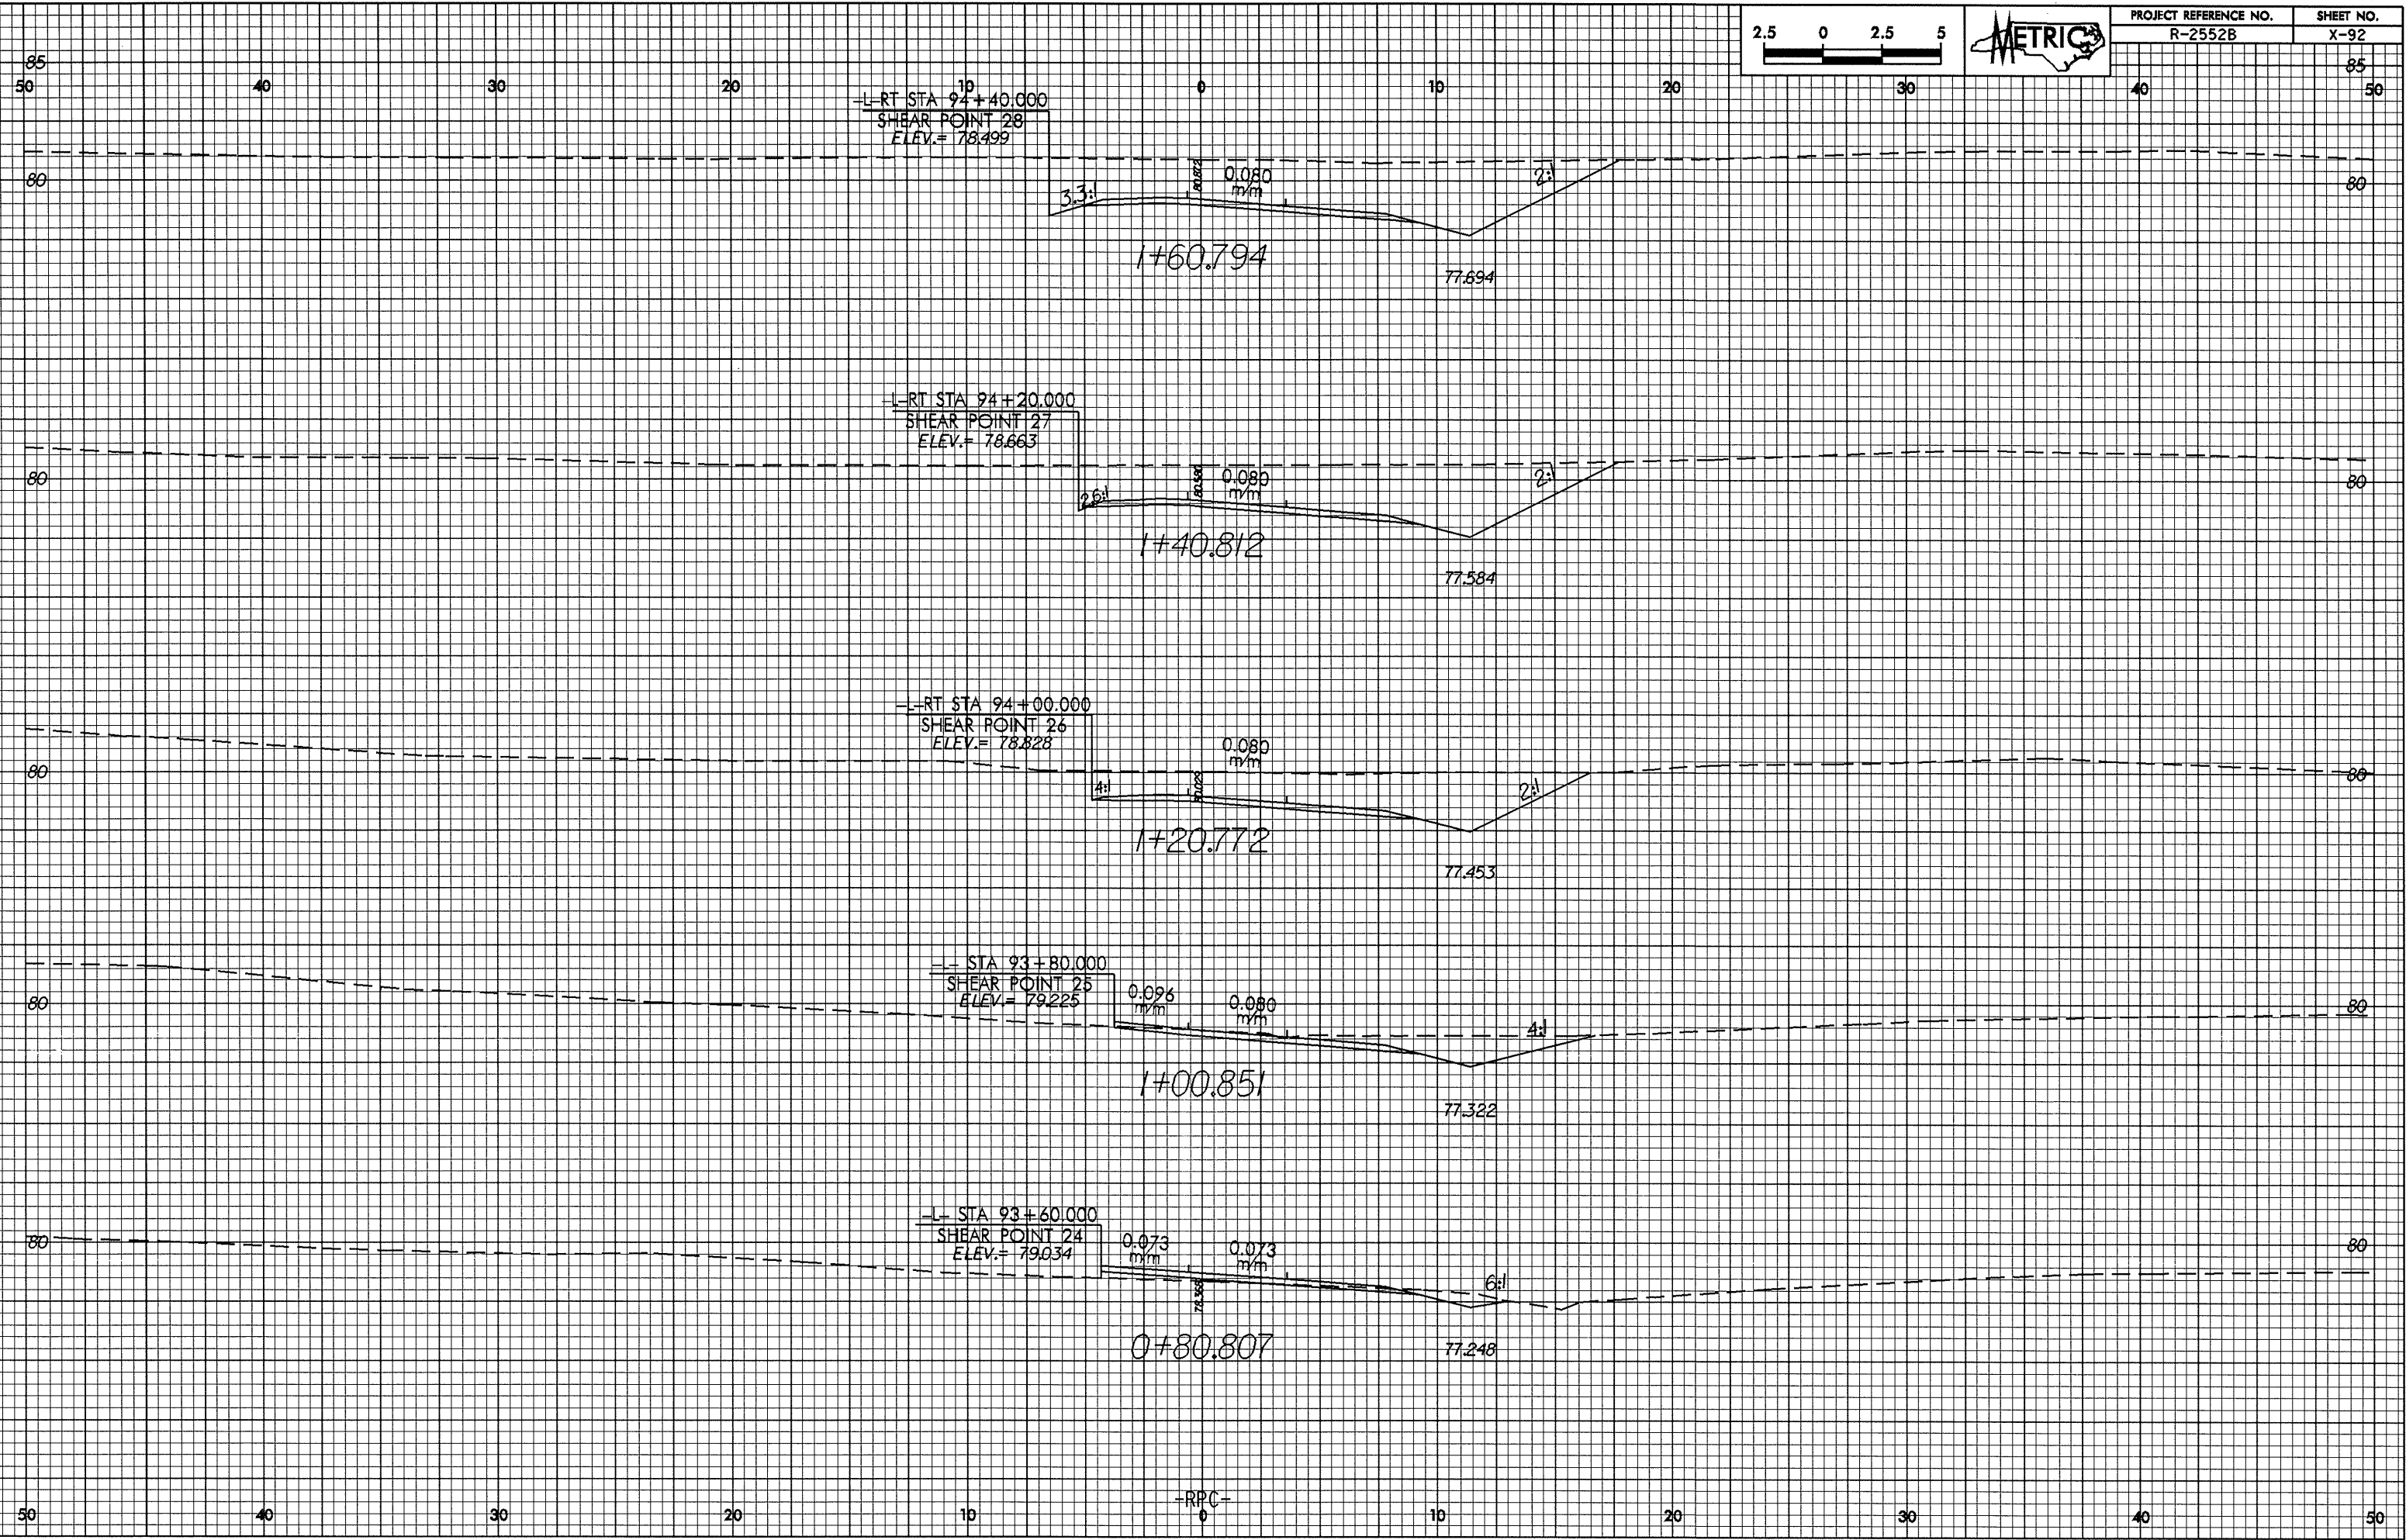 2.5 0 2.5 5
METRIC
PROJECT REFERENCE NO. SHEET NO.
R-2552B X-92
85 85
50 40 30 20 10 0 10 20 30 40 50
-L-RT STA 94+40.000
SHEAR POINT 28
ELEV.= 78.499
80 80
3.3:1
80.872
0.080
m/m
2:1
1+60.794
77.694
-L-RT STA 94+20.000
SHEAR POINT 27
ELEV.= 78.663
80 80
2.6:1
80.580
0.080
m/m
2:1
1+40.812
77.584
-L-RT STA 94+00.000
SHEAR POINT 26
ELEV.= 78.828
80 80
4:1
80.029
0.080
m/m
2:1
1+20.772
77.453
-L- STA 93+80.000
SHEAR POINT 25
ELEV.= 79.225
80 80
0.096
m/m
0.080
m/m
4:1
1+00.851
77.322
-L- STA 93+60.000
SHEAR POINT 24
ELEV.= 79.034
80 80
0.073
m/m
0.073
m/m
6:1
0+80.807
77.248
-RPC-
50 40 30 20 10 0 10 20 30 40 50